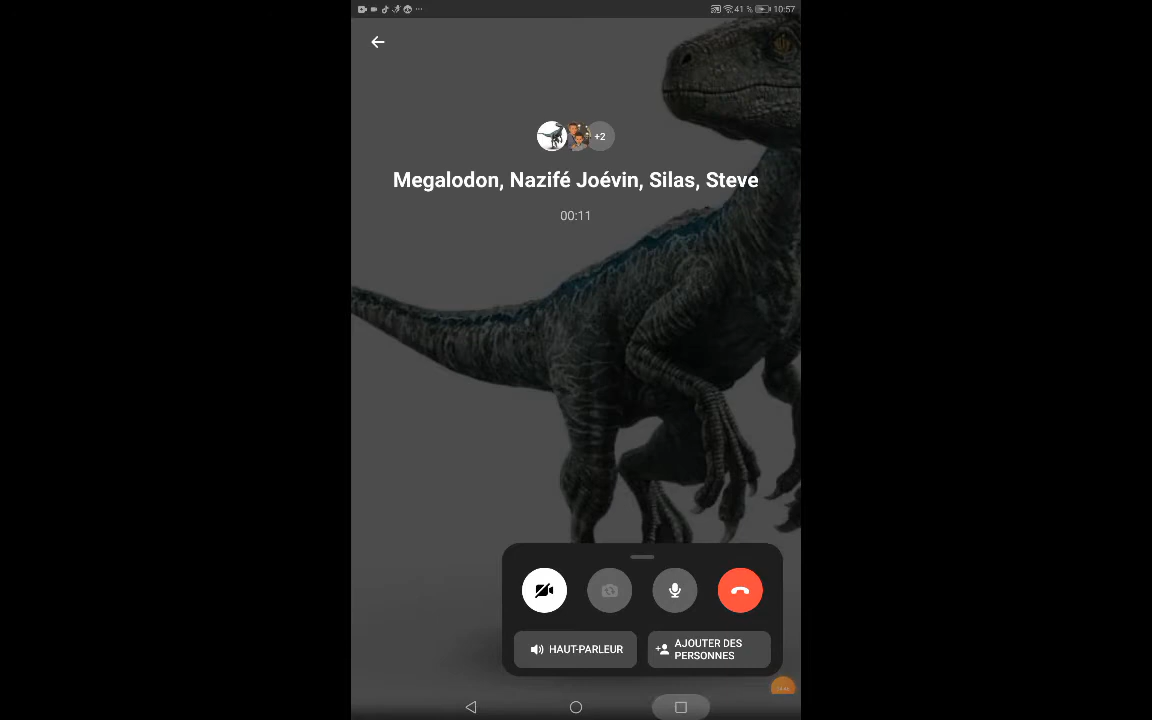 41 % 10:57
+2
Megalodon, Nazifé Joévin, Silas, Steve
00:11
HAUT-PARLEUR
AJOUTER DES
PERSONNES